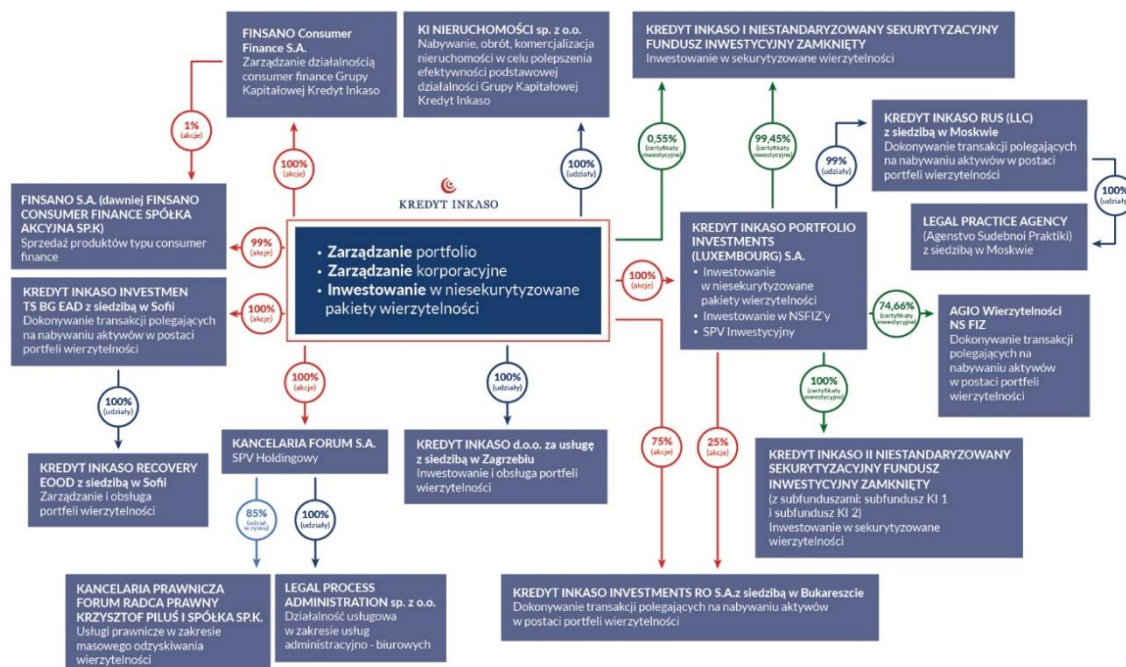 FINSANO Consumer
Finance S.A.
Zarządzanie działalnością
consumer finance Grupy
Kapitałowej Kredyt Inkaso
KI NIERUCHOMOŚCI sp. z o.o.
Nabywanie, obrót, komercjalizacja
nieruchomości w celu polepszenia
efektywności podstawowej
działalności Grupy Kapitałowej
Kredyt Inkaso
KREDYT INKASO I NIESTANDARYZOWANY SEKURYTYZACYJNY
FUNDUSZ INWESTYCYJNY ZAMKNIĘTY
Inwestowanie w sekurytyzowane wierzytelności
1%
(akcje)
100%
(akcje)
100%
(udziały)
0,55%
(certyfikaty
inwestycyjne)
99,45%
(certyfikaty
inwestycyjne)
99%
(udziały)
KREDYT INKASO RUS (LLC)
z siedzibą w Moskwie
Dokonywanie transakcji polegających
na nabywaniu aktywów w postaci
portfeli wierzytelności
100%
(udziały)
LEGAL PRACTICE AGENCY
(Agenstvo Sudebnoi Praktiki)
z siedzibą w Moskwie
FINSANO S.A. (dawniej FINSANO
CONSUMER FINANCE SPÓŁKA
AKCYJNA SP.K)
Sprzedaż produktów typu consumer
finance
99%
(akcje)
KREDYT INKASO
• Zarządzanie portfolio
• Zarządzanie korporacyjne
• Inwestowanie w niesekurytyzowane
pakiety wierzytelności
100%
(akcje)
KREDYT INKASO PORTFOLIO
INVESTMENTS
(LUXEMBOURG) S.A.
• Inwestowanie
w niesekurytyzowane
pakiety wierzytelności
• Inwestowanie w NSFIZ'y
• SPV Inwestycyjny
74,66%
(certyfikaty
inwestycyjne)
AGIO Wierzytelności
NS FIZ
Dokonywanie transakcji
polegających na
nabywaniu aktywów
w postaci portfeli
wierzytelności
KREDYT INKASO INVESTMEN
TS BG EAD z siedzibą w Sofii
Dokonywanie transakcji polegających
na nabywaniu aktywów w postaci
portfeli wierzytelności
100%
(akcje)
100%
(udziały)
KREDYT INKASO RECOVERY
EOOD z siedzibą w Sofii
Zarządzanie i obsługa
portfeli wierzytelności
100%
(akcje)
KANCELARIA FORUM S.A.
SPV Holdingowy
100%
(udziały)
KREDYT INKASO d.o.o. za usługę
z siedzibą w Zagrzebiu
Inwestowanie i obsługa portfeli
wierzytelności
75%
(akcje)
25%
(akcje)
100%
(certyfikaty
inwestycyjne)
KREDYT INKASO II NIESTANDARYZOWANY
SEKURYTYZACYJNY FUNDUSZ
INWESTYCYJNY ZAMKNIĘTY
(z subfunduszami: subfundusz KI 1
i subfundusz KI 2)
Inwestowanie w sekurytyzowane
wierzytelności
85%
(udział
w zysku)
100%
(udziały)
KANCELARIA PRAWNICZA
FORUM RADCA PRAWNY
KRZYSZTOF PILUŚ I SPÓŁKA SP.K.
Usługi prawnicze w zakresie
masowego odzyskiwania
wierzytelności
LEGAL PROCESS
ADMINISTRATION sp. z o.o.
Działalność usługowa
w zakresie usług
administracyjno - biurowych
KREDYT INKASO INVESTMENTS RO S.A.z siedzibą w Bukareszcie
Dokonywanie transakcji polegających na nabywaniu aktywów
w postaci portfeli wierzytelności